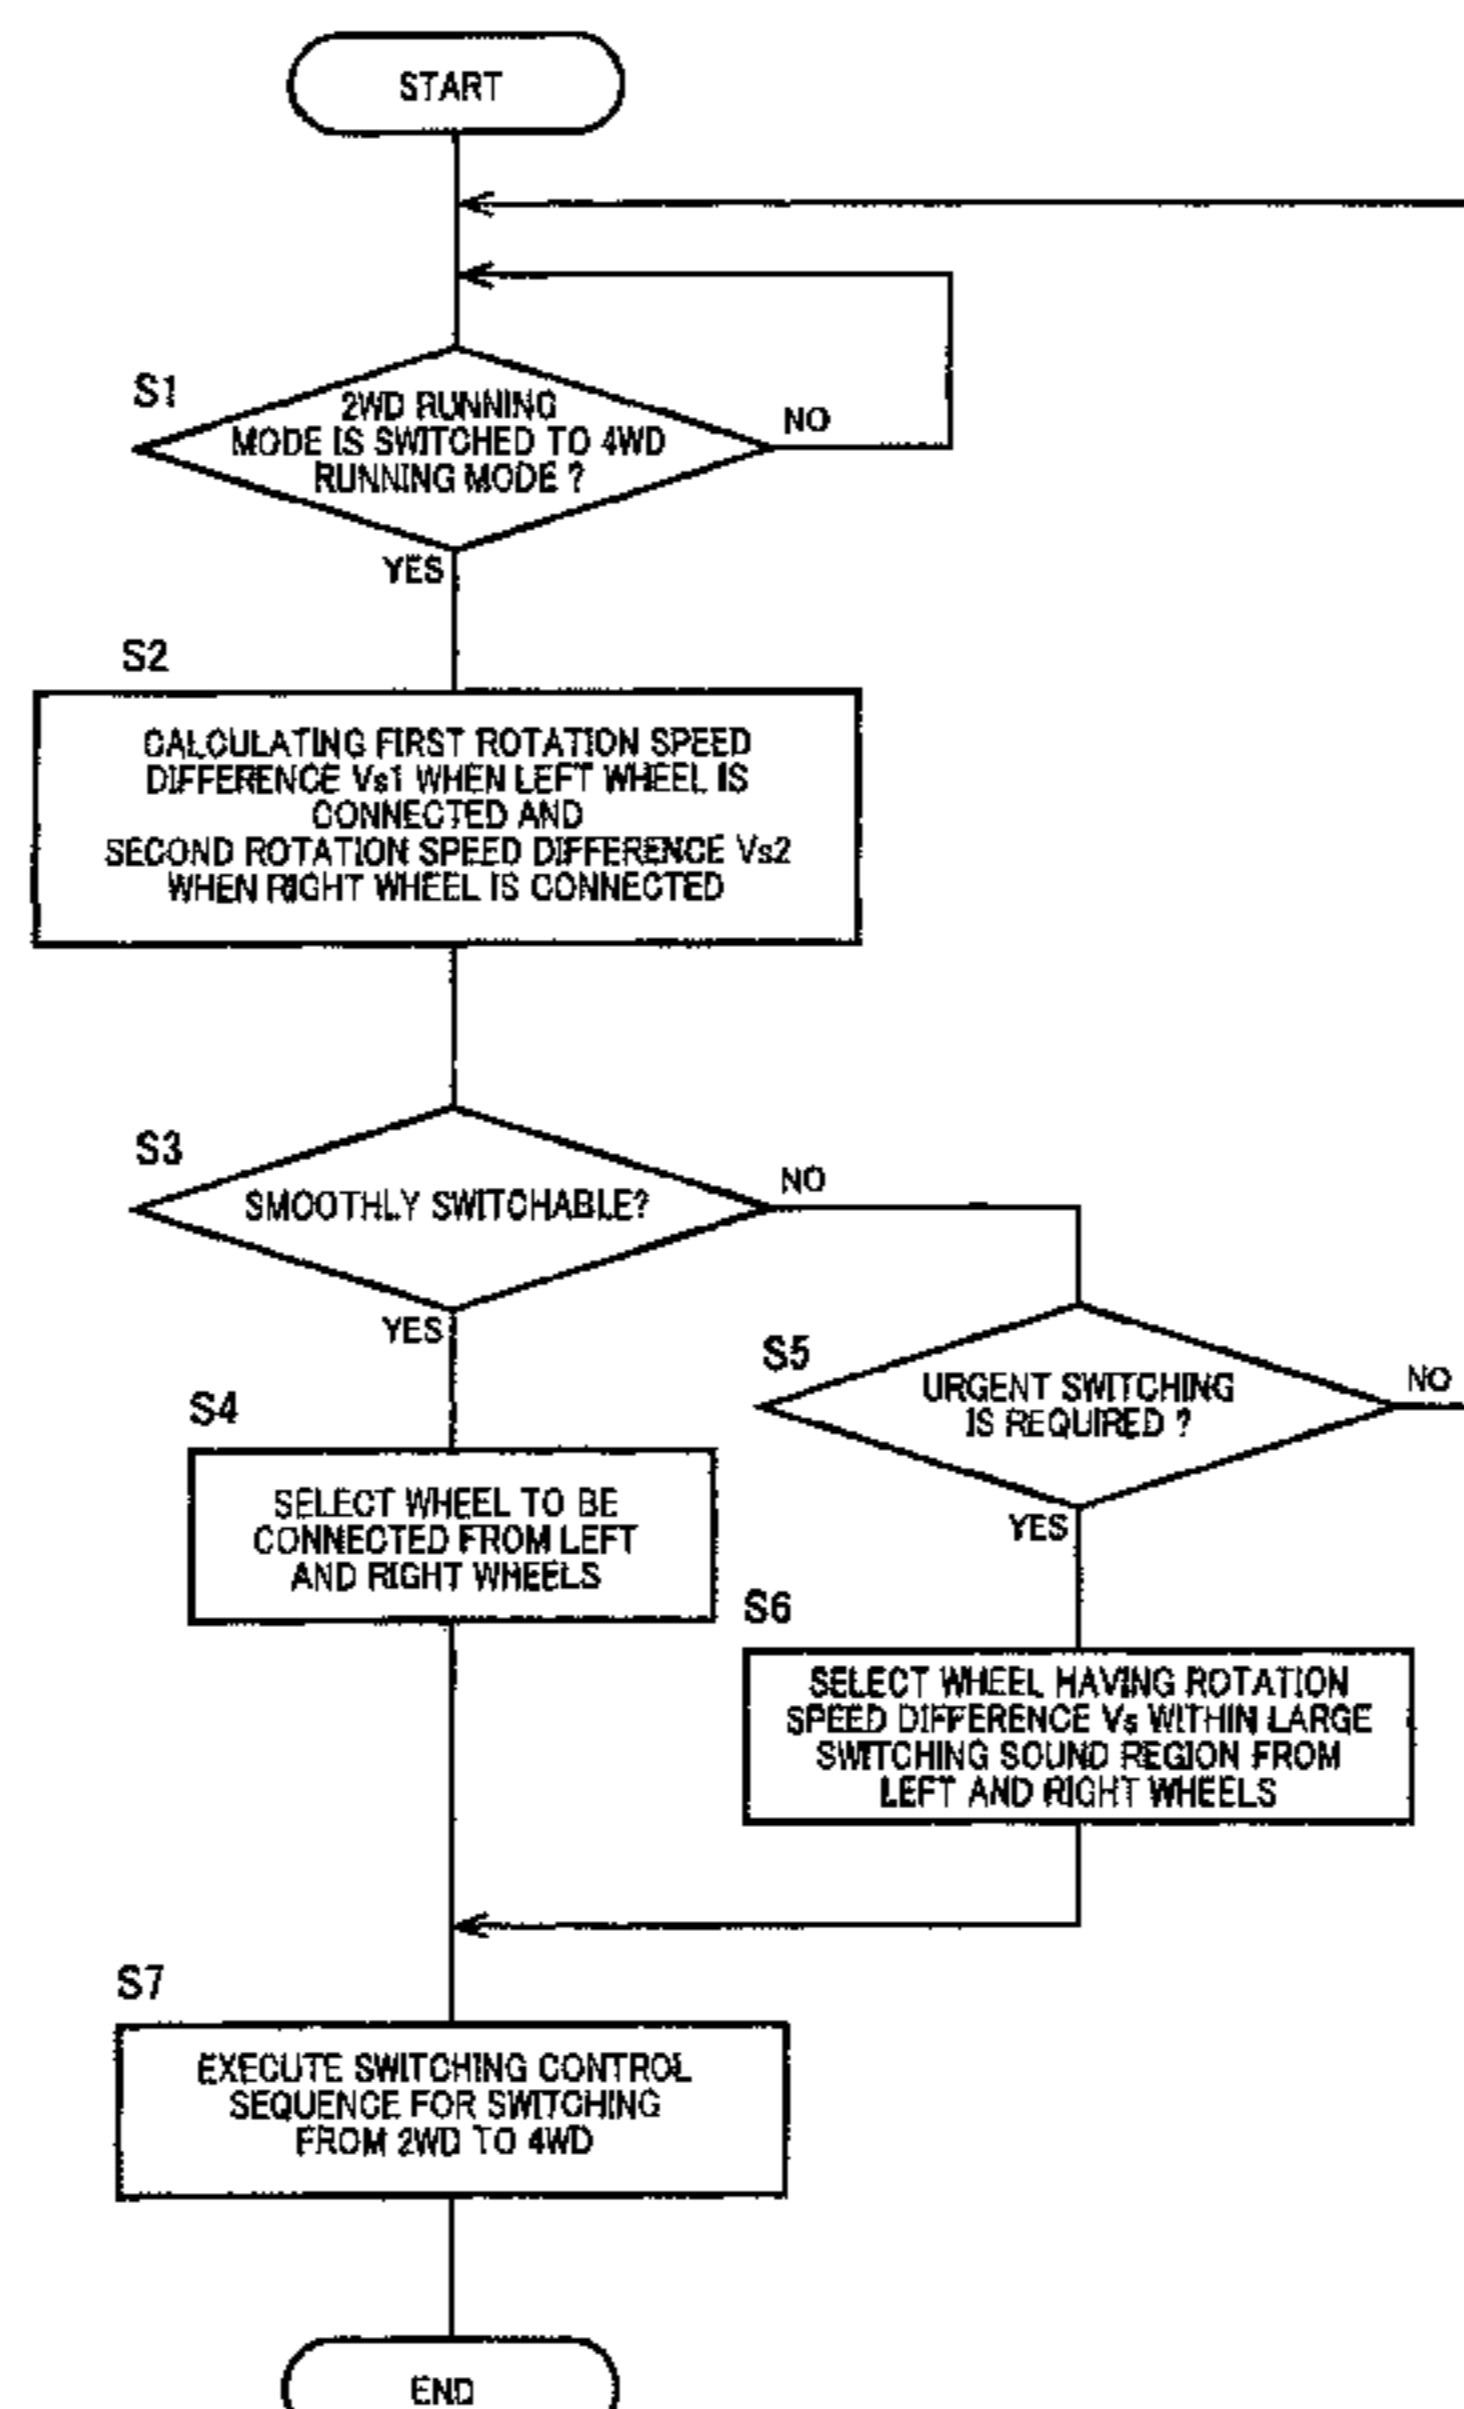 START
S1
2WD RUNNING
MODE IS SWITCHED TO 4WD
RUNNING MODE ?
NO
YES
S2
CALCULATING FIRST ROTATION SPEED
DIFFERENCE Vs1 WHEN LEFT WHEEL IS
CONNECTED AND
SECOND ROTATION SPEED DIFFERENCE Vs2
WHEN RIGHT WHEEL IS CONNECTED
S3
SMOOTHLY SWITCHABLE?
NO
YES
S5
URGENT SWITCHING
IS REQUIRED ?
NO
YES
S4
SELECT WHEEL TO BE
CONNECTED FROM LEFT
AND RIGHT WHEELS
S6
SELECT WHEEL HAVING ROTATION
SPEED DIFFERENCE Vs WITHIN LARGE
SWITCHING SOUND REGION FROM
LEFT AND RIGHT WHEELS
S7
EXECUTE SWITCHING CONTROL
SEQUENCE FOR SWITCHING
FROM 2WD TO 4WD
END